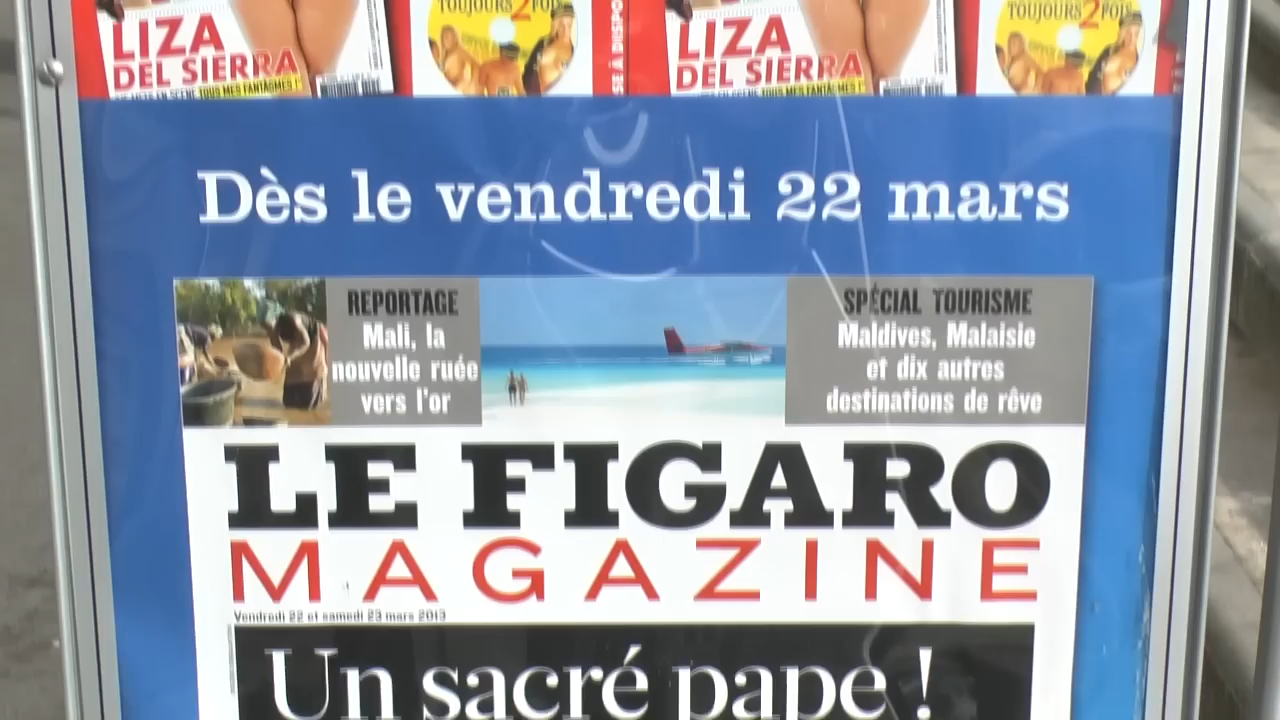 TOUJOURS 2 POIS
TOUJOURS 2 POIS
LIZA
DEL SIERRA
TOUS MES FANTASMES !
LIZA
DEL SIERRA
TOUS MES FANTASMES !
Dès le vendredi 22 mars
REPORTAGE
Mali, la
nouvelle ruée
vers l'or
SPÉCIAL TOURISME
Maldives, Malaisie
et dix autres
destinations de rêve
LE FIGARO
MAGAZINE
Vendredi 22 et samedi 23 mars 2013
Un sacré pape !